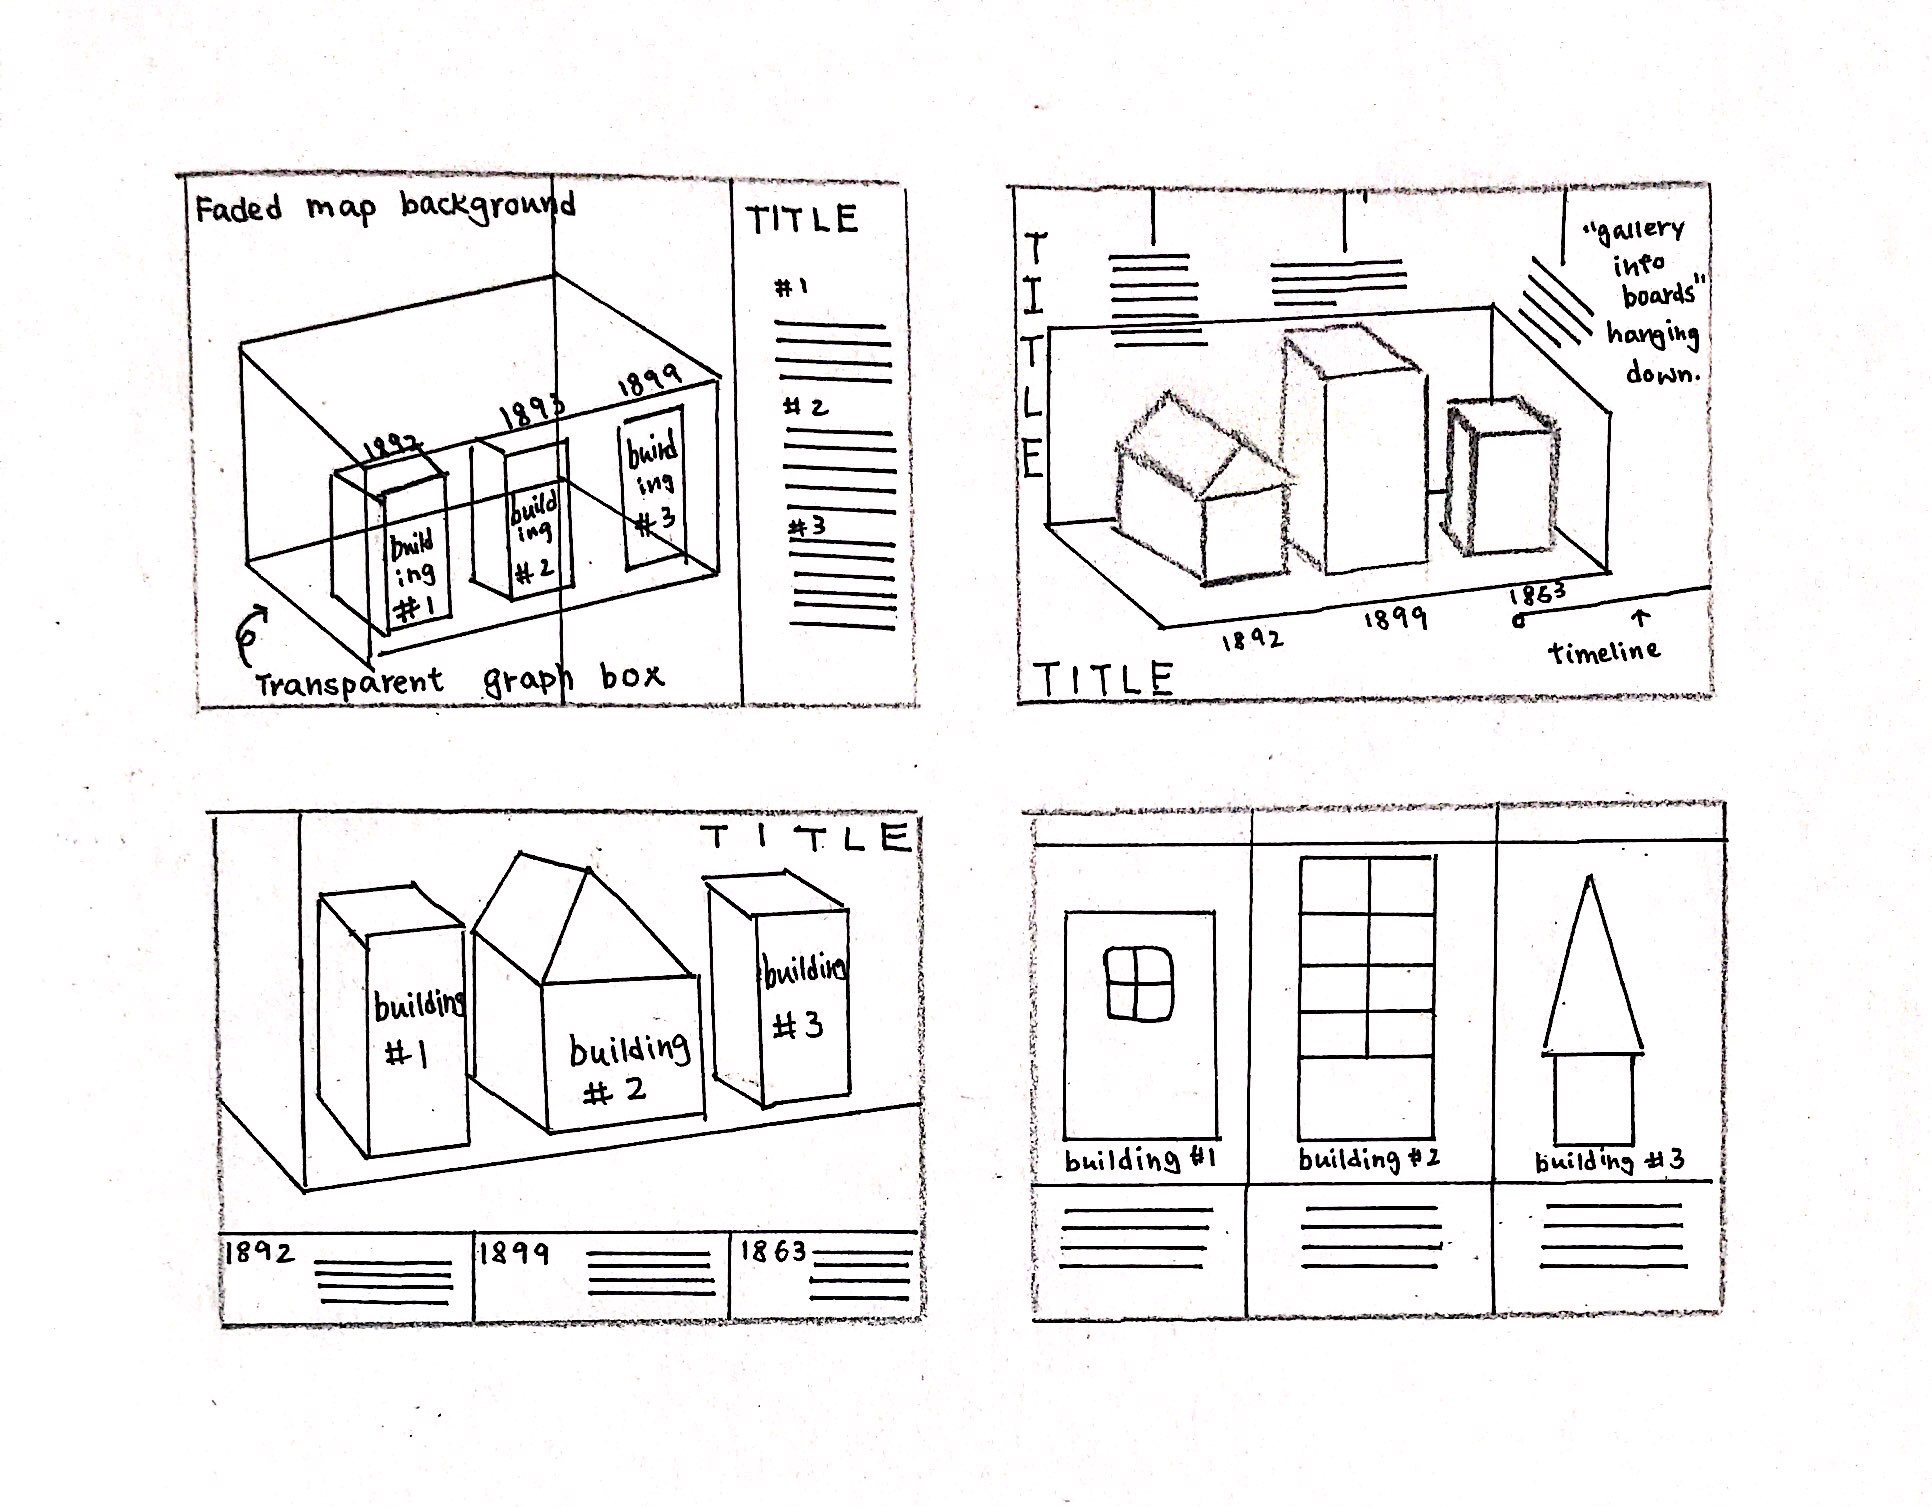 Faded map background
TITLE
#1
#2
#3
1892
1893
1899
build
ing
#1
build
ing
#2
build
ing
#3
Transparent graph box
TITLE
"gallery
info
boards"
hanging
down.
1892
1899
1863
timeline
TITLE
TITLE
building
#1
building
#2
building
#3
1892
1899
1863
building #1
building #2
building #3